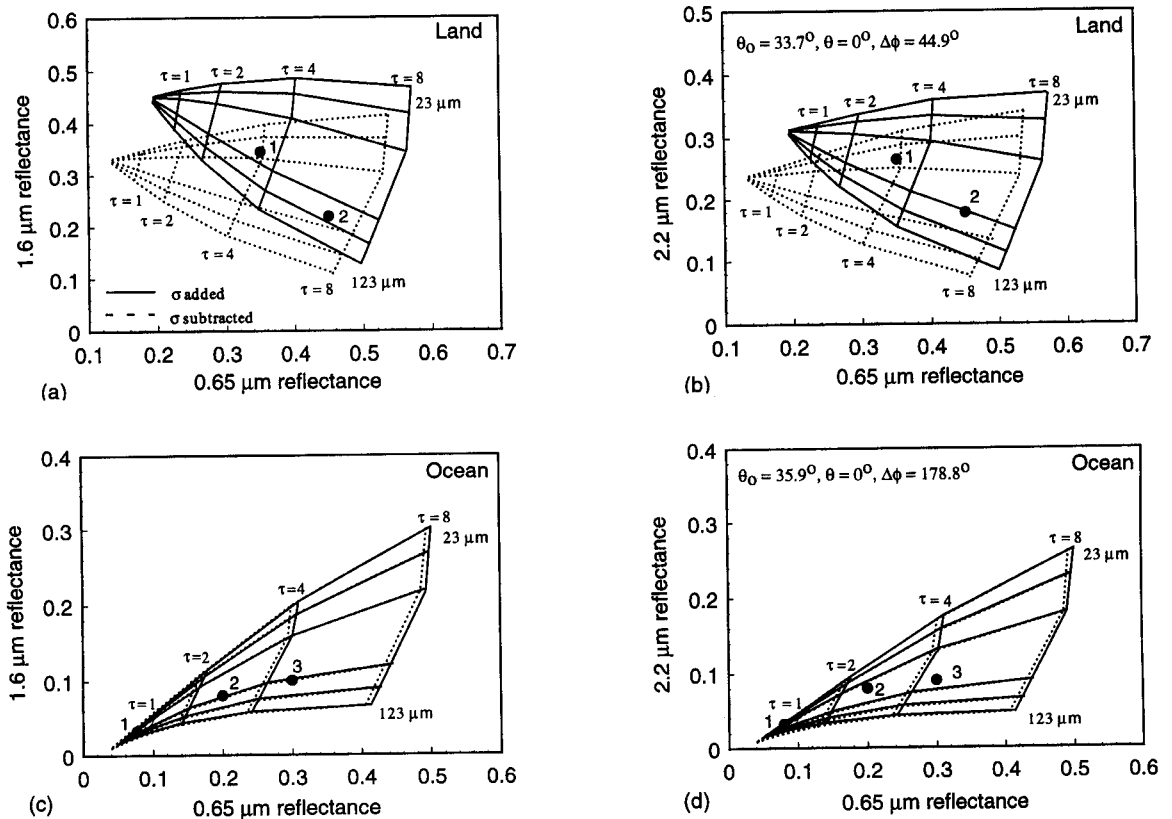 Land
0.6
0.5
0.4
0.3
0.2
0.1
0
1.6 μm reflectance
τ = 1
τ = 2
τ = 4
τ = 8
23 μm
1
2
τ = 1
τ = 2
τ = 4
τ = 8
123 μm
σ added
σ subtracted
0.1 0.2 0.3 0.4 0.5 0.6 0.7
0.65 μm reflectance
(a)
Land
θo = 33.7o, θ = 0o, Δϕ = 44.9o
0.5
0.4
0.3
0.2
0.1
0
2.2 μm reflectance
τ = 1
τ = 2
τ = 4
τ = 8
23 μm
1
2
τ = 1
τ = 2
τ = 4
τ = 8
123 μm
0.1 0.2 0.3 0.4 0.5 0.6 0.7
0.65 μm reflectance
(b)
Ocean
0.4
0.3
0.2
0.1
0
1.6 μm reflectance
τ = 8
23 μm
τ = 4
τ = 2
τ = 1
1
2
3
123 μm
0 0.1 0.2 0.3 0.4 0.5 0.6
0.65 μm reflectance
(c)
Ocean
θo = 35.9o, θ = 0o, Δϕ = 178.8o
0.4
0.3
0.2
0.1
0
2.2 μm reflectance
τ = 8
23 μm
τ = 4
τ = 2
τ = 1
1
2
3
123 μm
0 0.1 0.2 0.3 0.4 0.5 0.6
0.65 μm reflectance
(d)